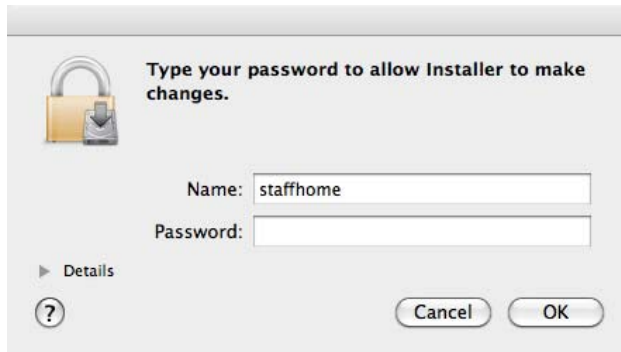 Type your password to allow Installer to make
changes.
Name: staffhome
Password:
Details
?
Cancel OK